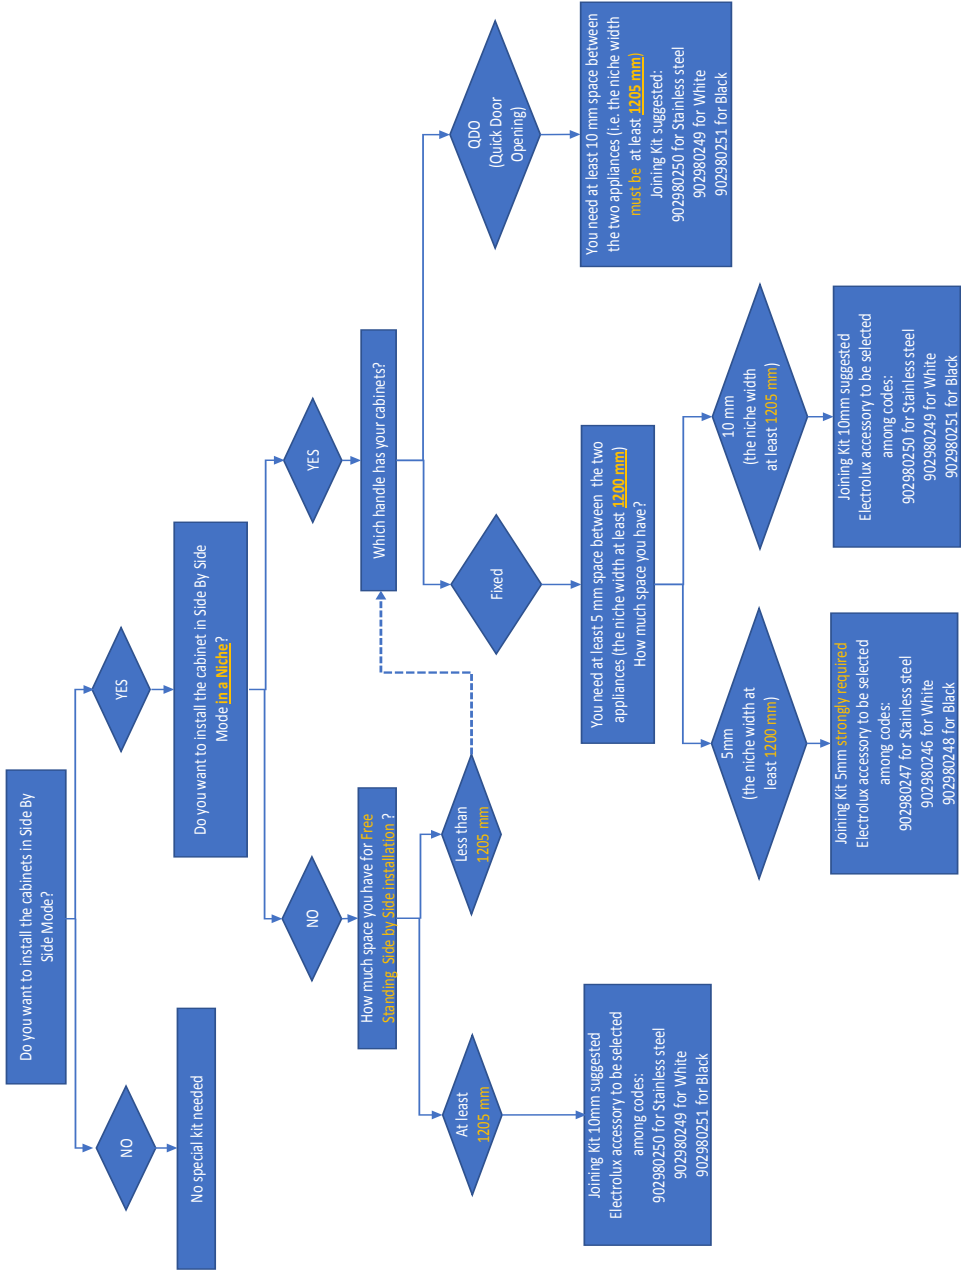 Do you want to install the cabinets in Side By
Side Mode?
NO
No special kit needed
YES
Do you want to install the cabinet in Side By Side
Mode in a Niche?
NO
How much space you have for Free
Standing  Side by Side installation ?
At least
1205 mm
Joining Kit 10mm suggested
Electrolux accessory to be selected
among codes:
902980250 for Stainless steel
902980249 for White
902980251 for Black
Less than
1205 mm
YES
Which handle has your cabinets?
Fixed
You need at least 5 mm space between  the two
appliances (the niche width at least 1200 mm)
How much space you have?
5mm
(the niche width at
least 1200 mm)
Joining Kit 5mm strongly required
Electrolux accessory to be selected
among codes:
902980247 for Stainless steel
902980246 for White
902980248 for Black
10 mm
(the niche width
at least 1205 mm)
Joining Kit 10mm suggested
Electrolux accessory to be selected
among codes:
902980250 for Stainless steel
902980249 for White
902980251 for Black
QDO
(Quick Door
Opening)
You need at least 10 mm space between
the two appliances (i.e. the niche width
must be  at least 1205 mm)
Joining Kit suggested:
902980250 for Stainless steel
902980249 for White
902980251 for Black